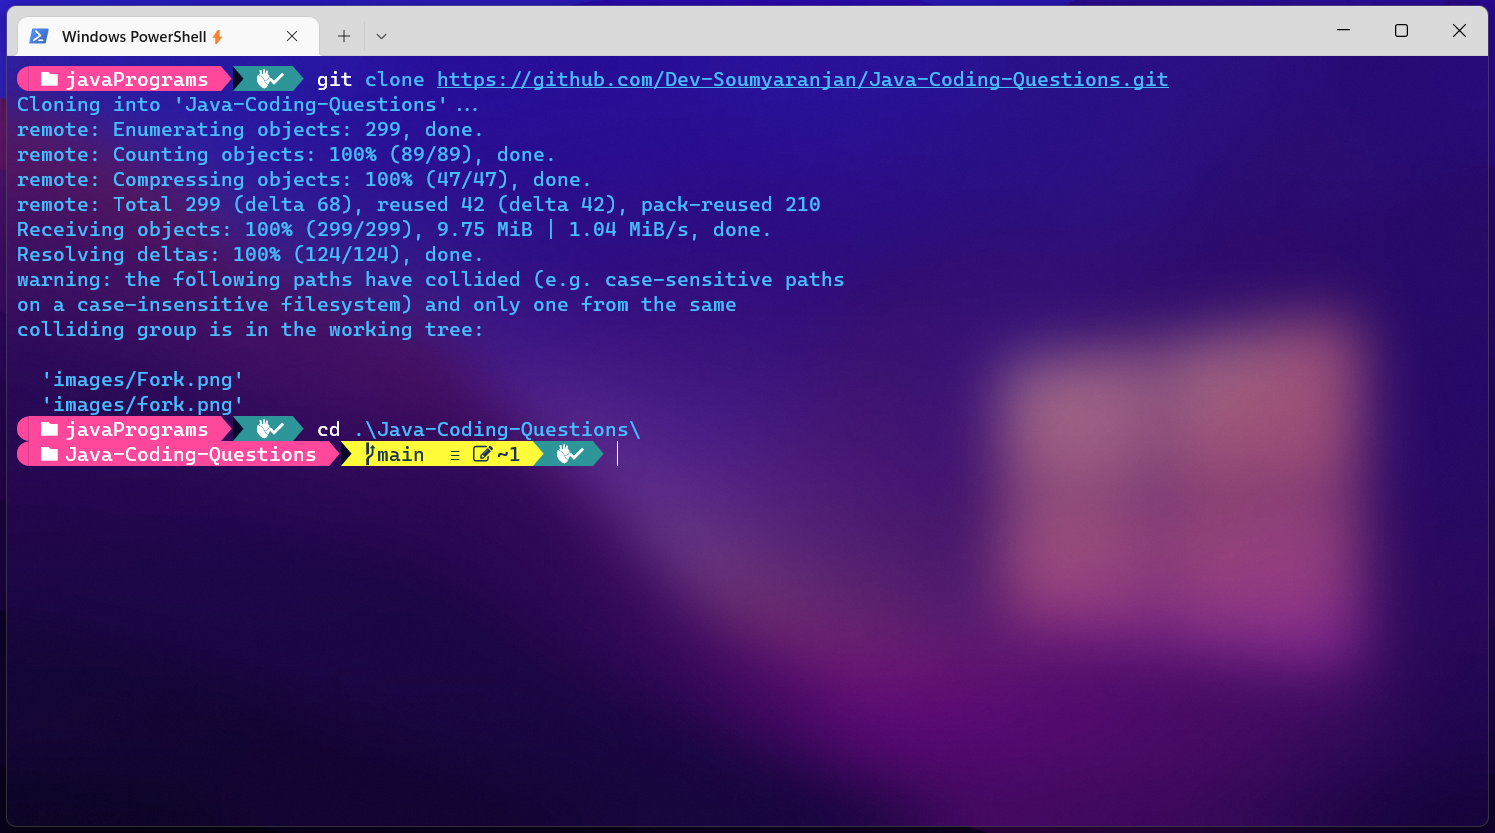 Windows PowerShell
javaPrograms git clone https://github.com/Dev-Soumyaranjan/Java-Coding-Questions.git
Cloning into 'Java-Coding-Questions'...
remote: Enumerating objects: 299, done.
remote: Counting objects: 100% (89/89), done.
remote: Compressing objects: 100% (47/47), done.
remote: Total 299 (delta 68), reused 42 (delta 42), pack-reused 210
Receiving objects: 100% (299/299), 9.75 MiB | 1.04 MiB/s, done.
Resolving deltas: 100% (124/124), done.
warning: the following paths have collided (e.g. case-sensitive paths
on a case-insensitive filesystem) and only one from the same
colliding group is in the working tree:
'images/Fork.png'
'images/fork.png'
javaPrograms cd .\Java-Coding-Questions\
Java-Coding-Questions main ≡ ~1